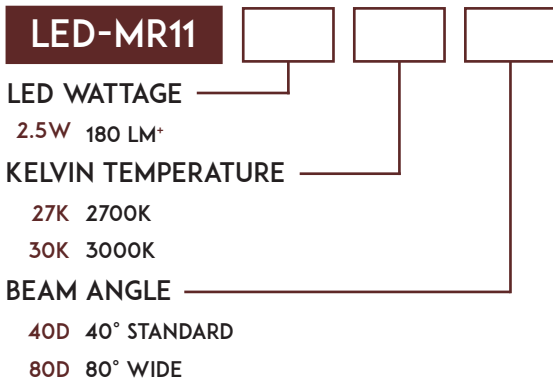 LED-MR11
LED WATTAGE
2.5W 180 LM+
KELVIN TEMPERATURE
27K 2700K
30K 3000K
BEAM ANGLE
40D 40° STANDARD
80D 80° WIDE